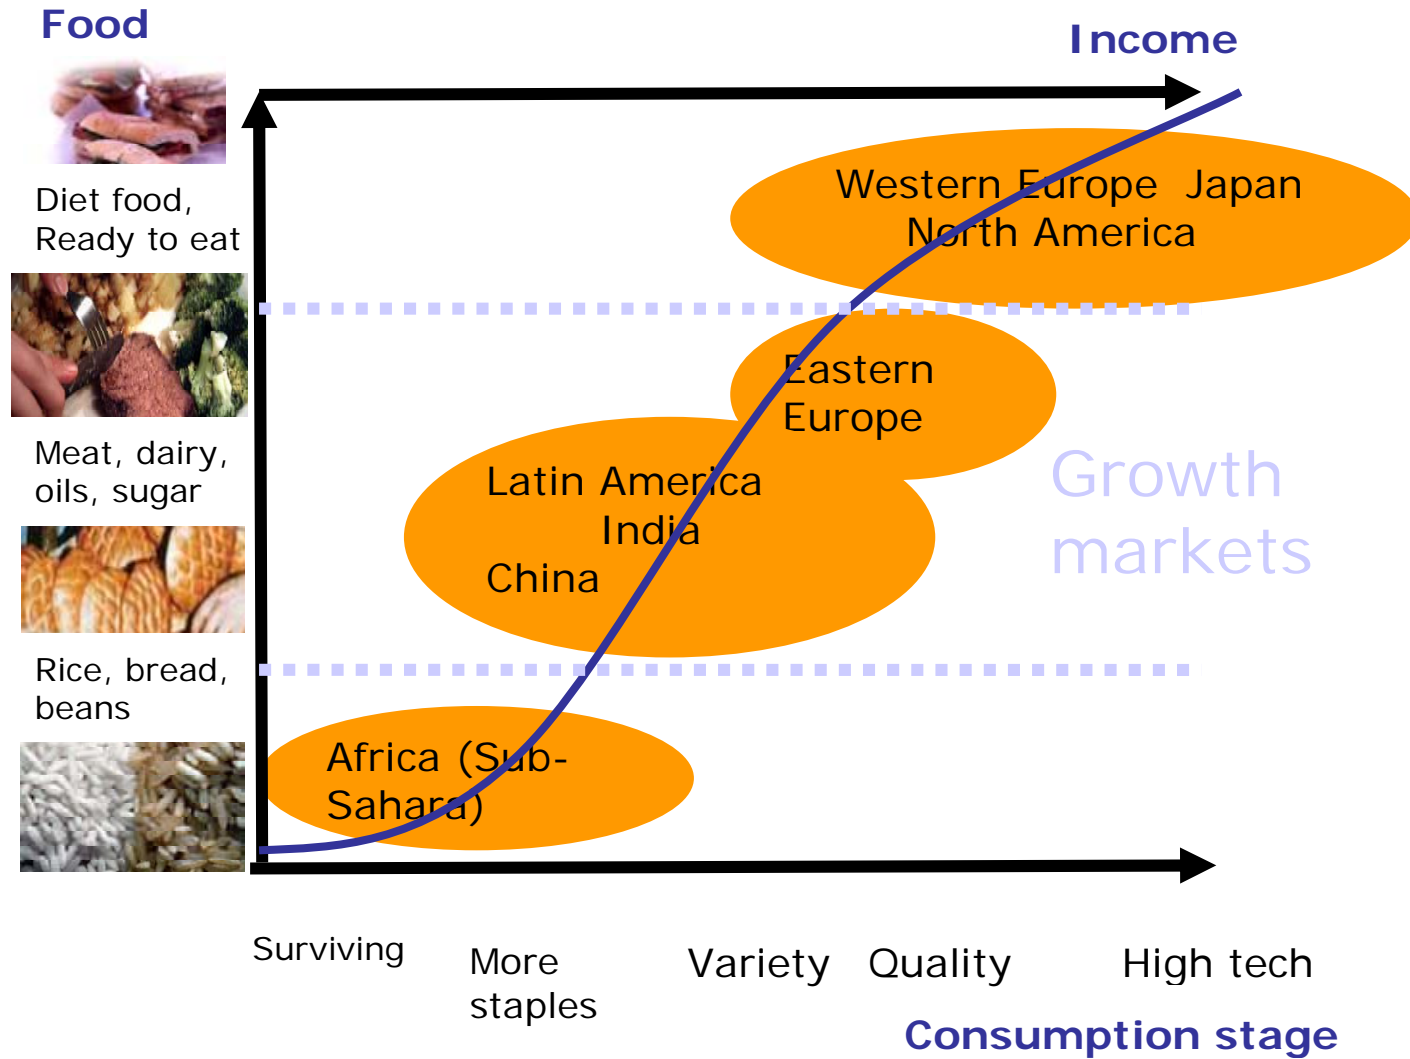 Food
Income
Diet food,
Ready to eat
Meat, dairy,
oils, sugar
Rice, bread,
beans
Western Europe  Japan
North America
Eastern
Europe
Latin America
India
China
Growth
markets
Africa (Sub-
Sahara)
Surviving
More
staples
Variety
Quality
High tech
Consumption stage